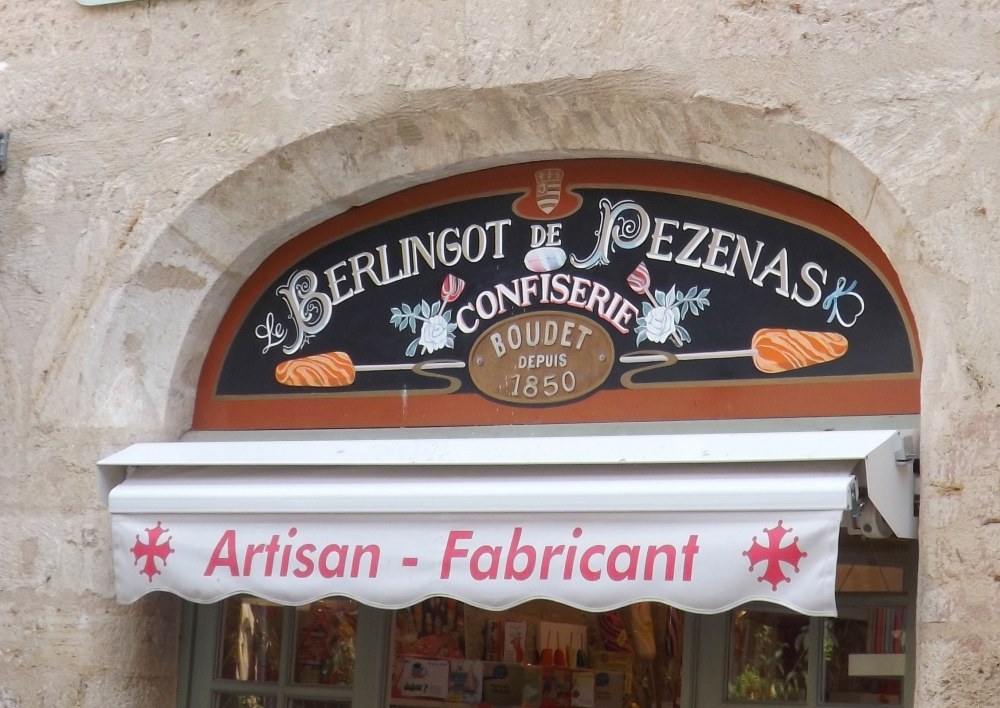 Le BERLINGOT DE PEZENAS
CONFISERIE
BOUDET
DEPUIS
1850
Artisan - Fabricant